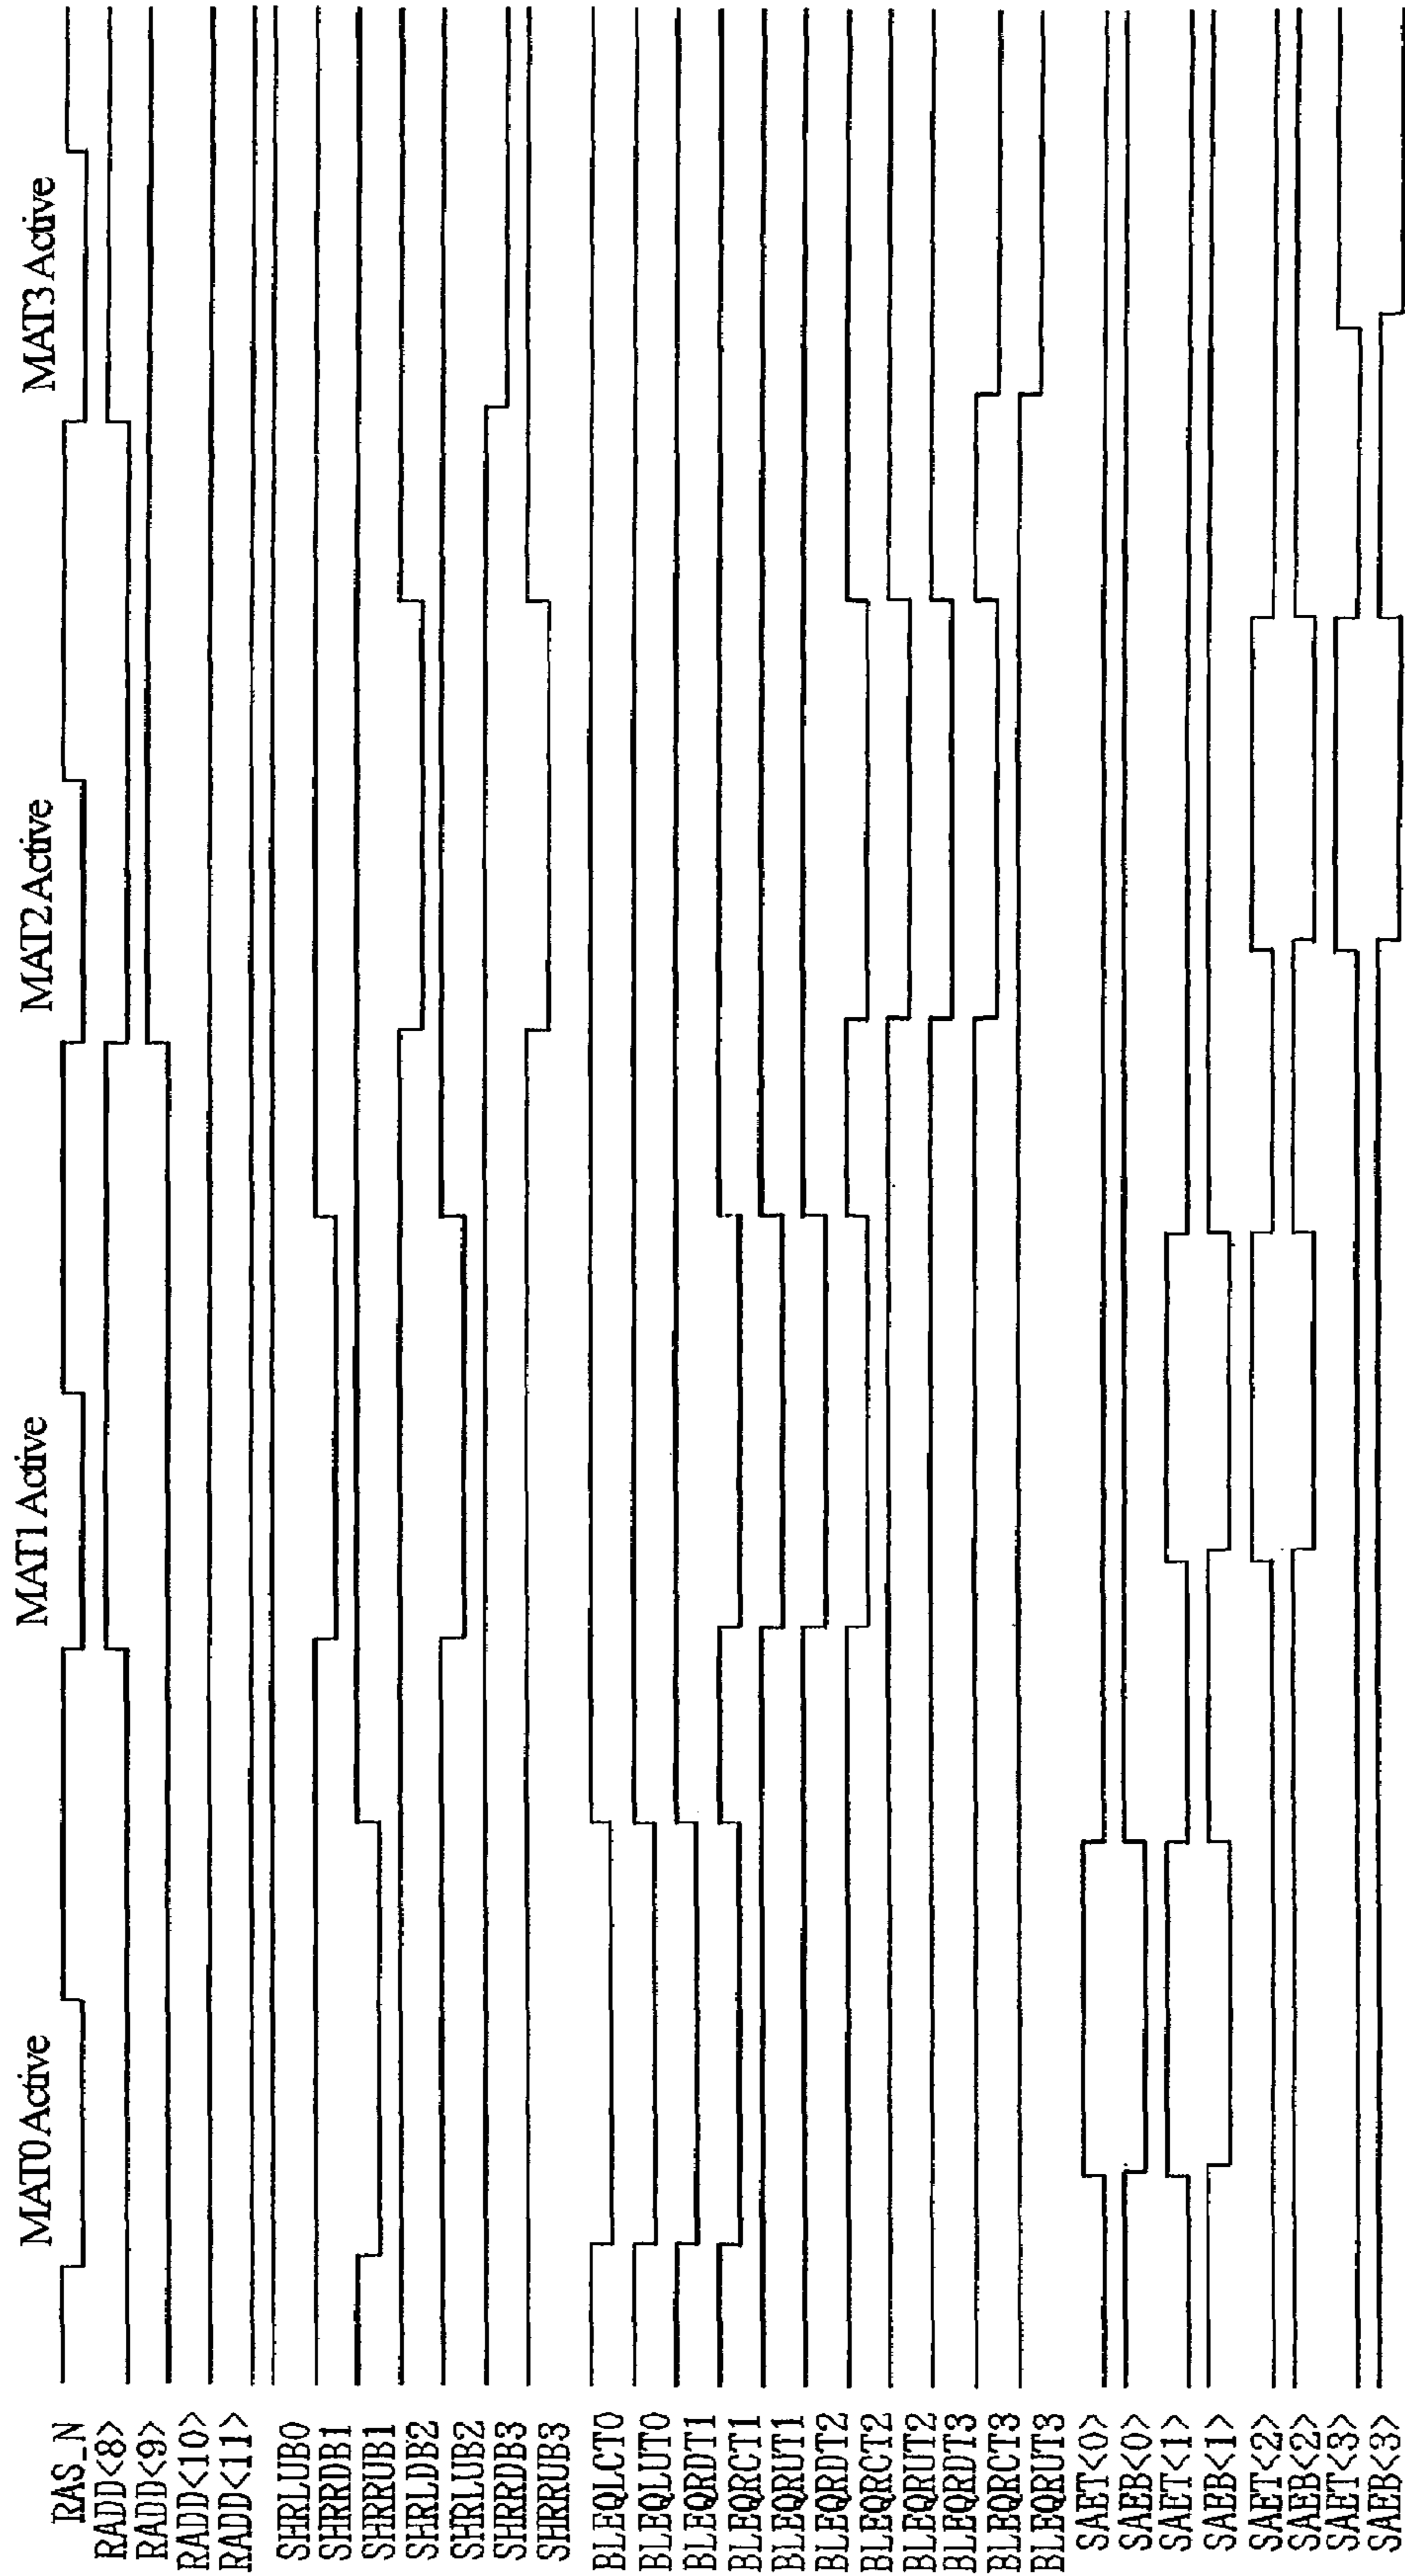 MAT0 Active
MAT1 Active
MAT2 Active
MAT3 Active
RAS_N
RADD<8>
RADD<9>
RADD<10>
RADD<11>
SHRLUB0
SHRRDB1
SHRRUB1
SHRLDB2
SHRLUB2
SHRRDB3
SHRRUB3
BLEQLCT0
BLEQLUT0
BLEQRDT1
BLEQRCT1
BLEQRUT1
BLEQRDT2
BLEQRCT2
BLEQRUT2
BLEQRDT3
BLEQRCT3
BLEQRUT3
SAET<0>
SAEB<0>
SAET<1>
SAEB<1>
SAET<2>
SAEB<2>
SAET<3>
SAEB<3>